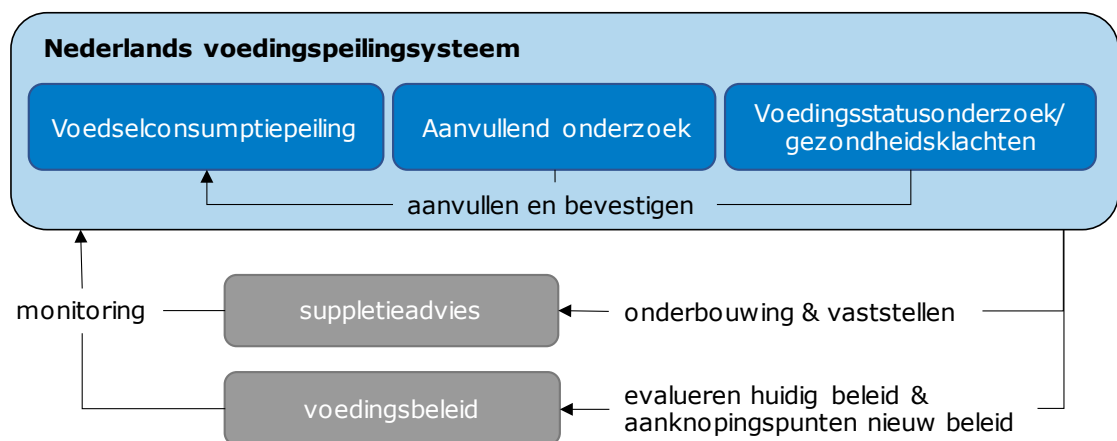 Nederlands voedingspeilingsysteem
Voedselconsumptiepeiling
Aanvullend onderzoek
Voedingsstatusonderzoek/
gezondheidsklachten
aanvullen en bevestigen
monitoring
suppletieadvies
onderbouwing & vaststellen
voedingsbeleid
evalueren huidig beleid &
aanknopingspunten nieuw beleid